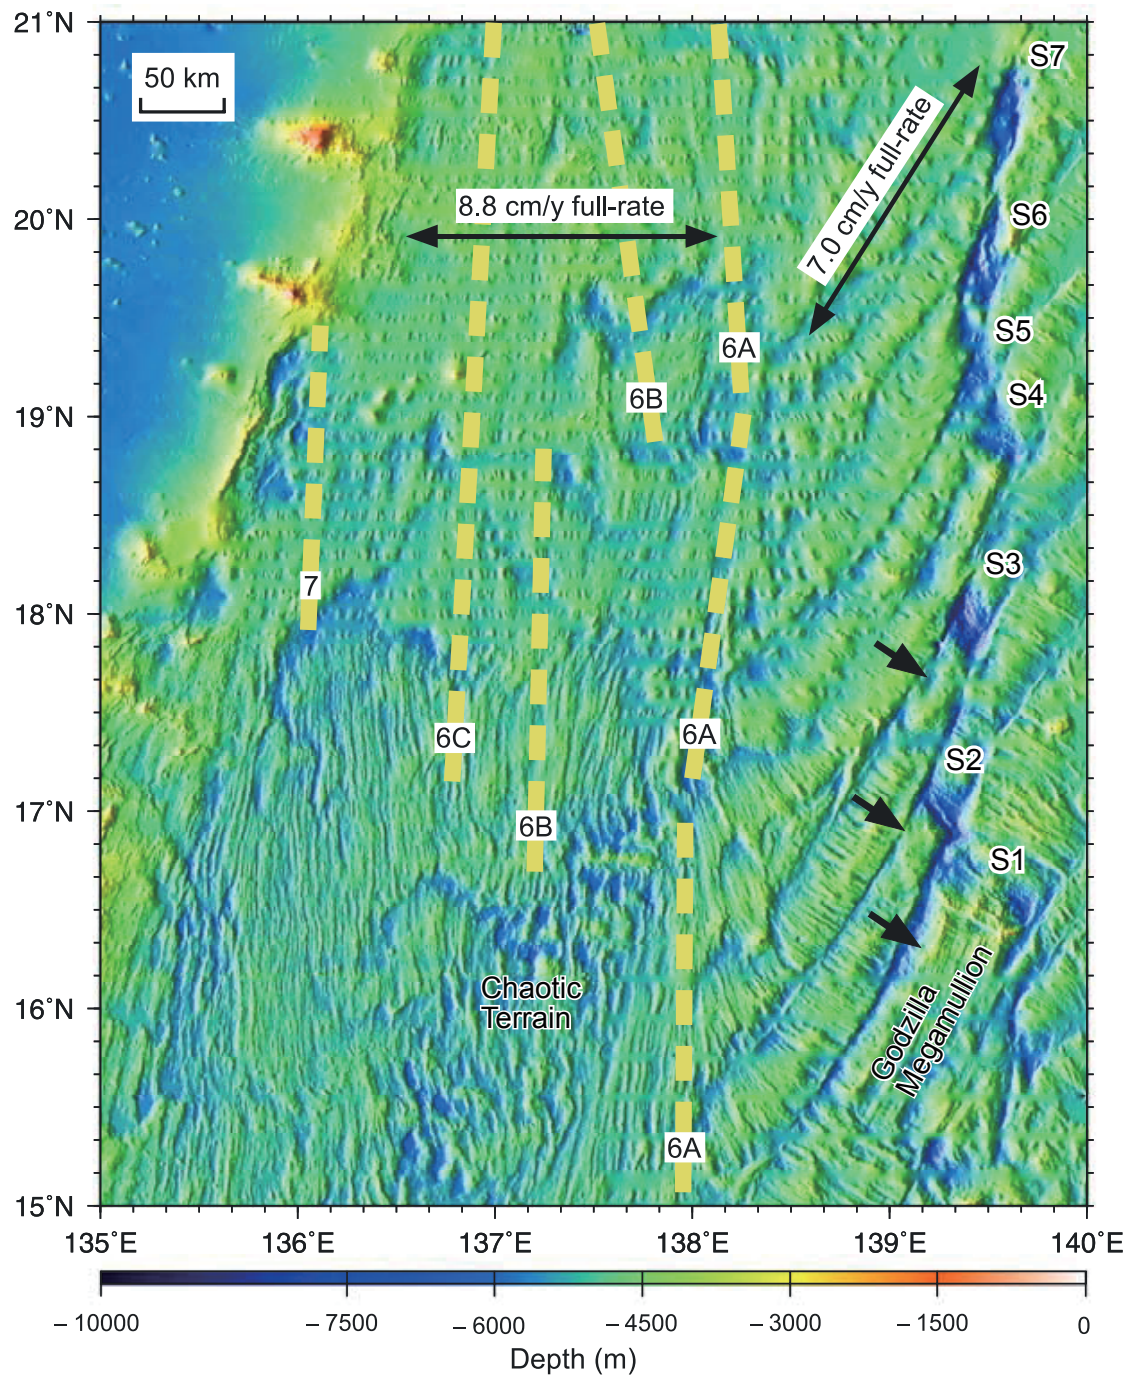 21˚N
20˚N
19˚N
18˚N
17˚N
16˚N
15˚N
50 km
8.8 cm/y full-rate
7.0 cm/y full-rate
S7
S6
S5
S4
S3
S2
S1
6A
6B
7
6C
6A
6B
6A
Chaotic
Terrain
Godzilla
Megamullion
135˚E
136˚E
137˚E
138˚E
139˚E
140˚E
– 10000
– 7500
– 6000
– 4500
– 3000
– 1500
0
Depth (m)